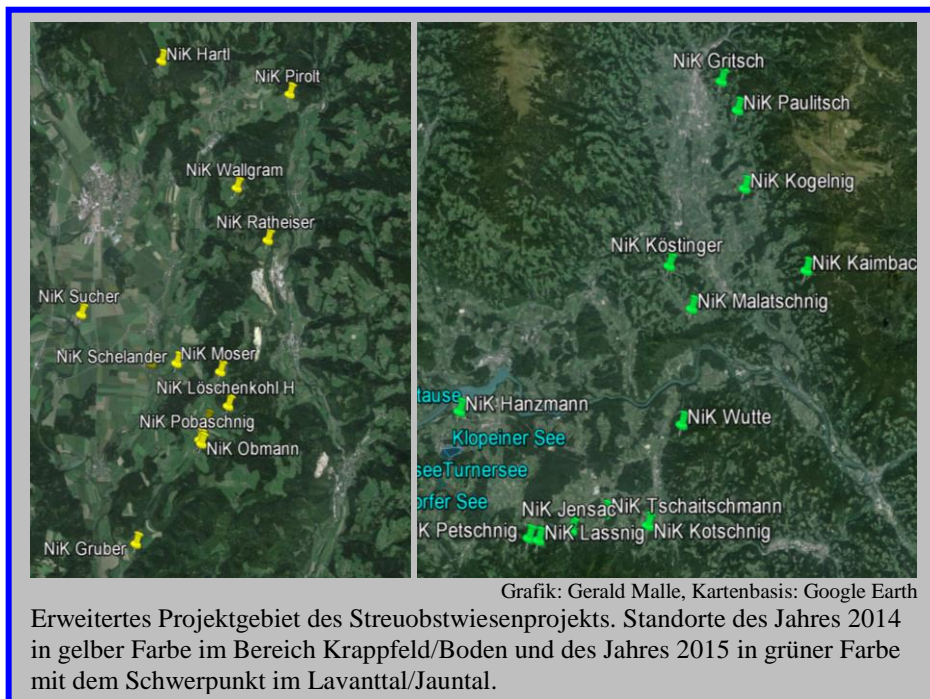 NiK Hartl
NiK Pirolt
NiK Wallgram
NiK Ratheiser
NiK Sucher
NiK Schelander
NiK Moser
NiK Löschenkohl H
NiK Pobaschnig
NiK Obmann
NiK Gruber
NiK Gritsch
NiK Paulitsch
NiK Kogelnig
NiK Köstinger
NiK Kaimbac
NiK Malatschnig
tause
NiK Hanzmann
NiK Wutte
Klopeiner See
seeTurnersee
orfer See
NiK Jensac
NiK Tschaitschmann
K Petschnig
NiK Lassnig
NiK Kotschnig
Grafik: Gerald Malle, Kartenbasis: Google Earth
Erweitertes Projektgebiet des Streuobstwiesenprojekts. Standorte des Jahres 2014
in gelber Farbe im Bereich Krappfeld/Boden und des Jahres 2015 in grüner Farbe
mit dem Schwerpunkt im Lavanttal/Jauntal.